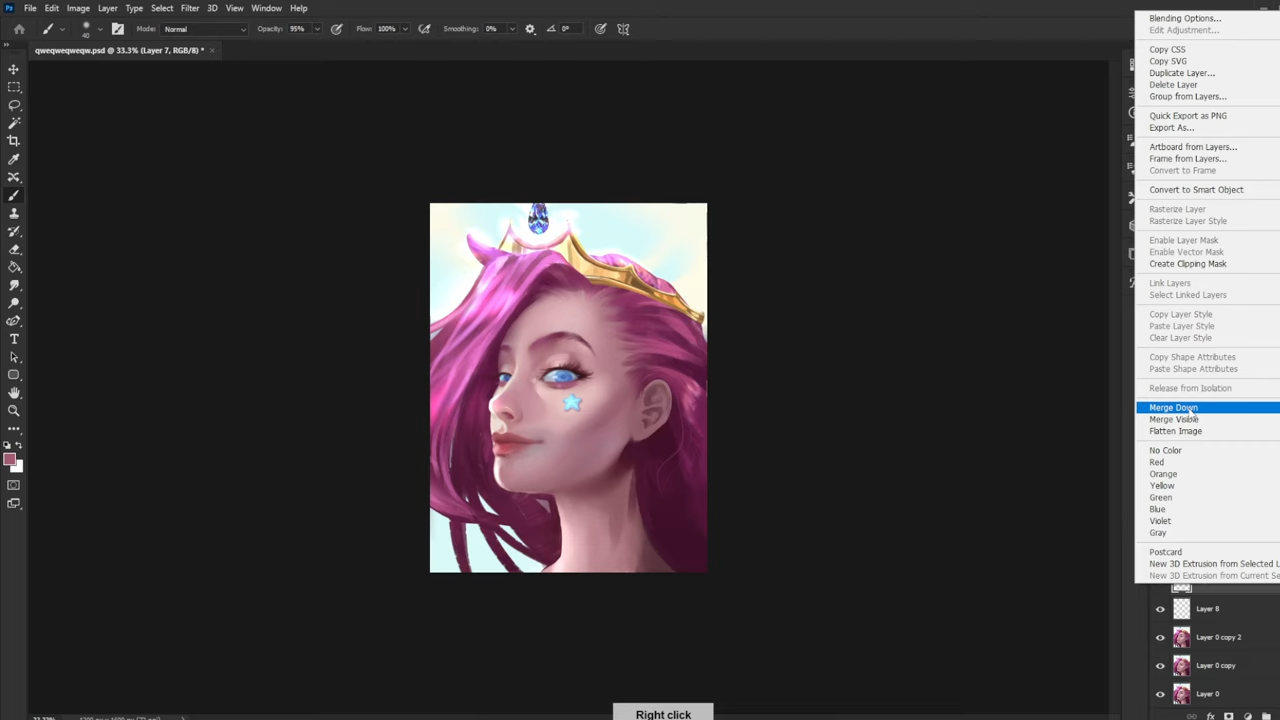 Ps File Edit Image Layer Type Select Filter 3D View Window Help
40 Mode: Normal Opacity: 95% Flow: 100% Smoothing: 0% 0°
qweqweqweqw.psd @ 33.3% (Layer 7, RGB/8) * ×
Blending Options...
Edit Adjustment...
Copy CSS
Copy SVG
Duplicate Layer...
Delete Layer
Group from Layers...
Quick Export as PNG
Export As...
Artboard from Layers...
Frame from Layers...
Convert to Frame
Convert to Smart Object
Rasterize Layer
Rasterize Layer Style
Enable Layer Mask
Enable Vector Mask
Create Clipping Mask
Link Layers
Select Linked Layers
Copy Layer Style
Paste Layer Style
Clear Layer Style
Copy Shape Attributes
Paste Shape Attributes
Release from Isolation
Merge Down
Merge Visible
Flatten Image
No Color
Red
Orange
Yellow
Green
Blue
Violet
Gray
Postcard
New 3D Extrusion from Selected L
New 3D Extrusion from Current Se
Layer 8
Layer 0 copy 2
Layer 0 copy
Layer 0
Right click